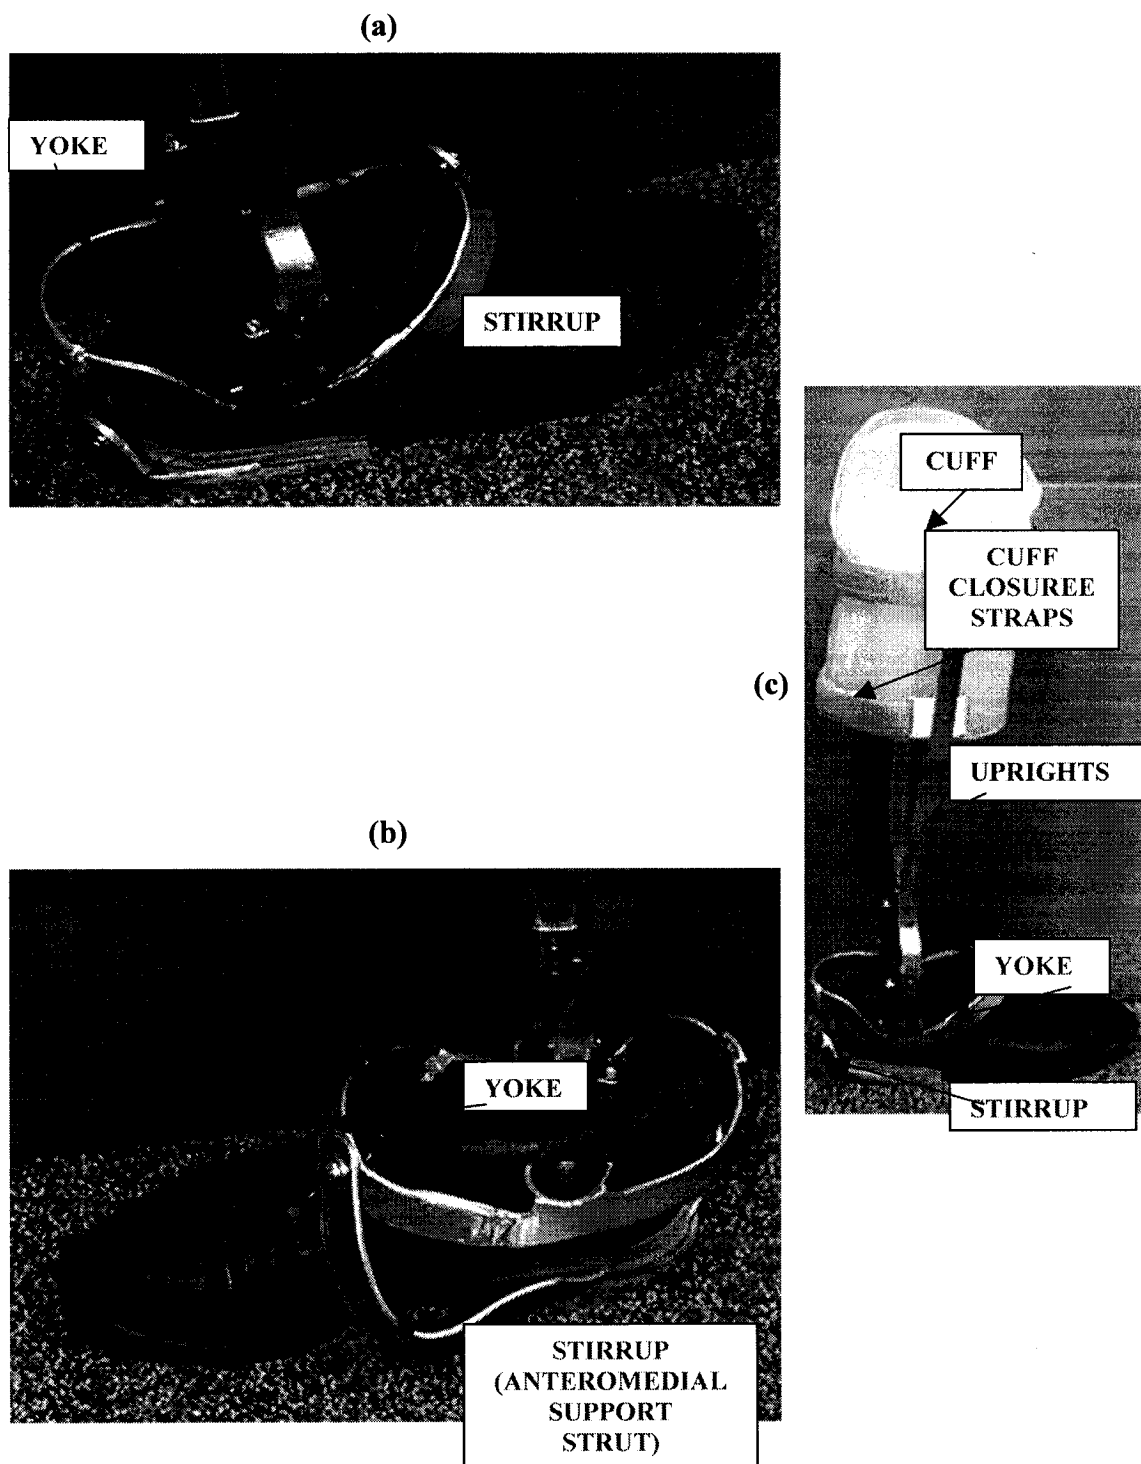 (a)
YOKE
STIRRUP
CUFF
CUFF
CLOSUREE
STRAPS
(c)
UPRIGHTS
(b)
YOKE
YOKE
STIRRUP
STIRRUP
(ANTEROMEDIAL
SUPPORT
STRUT)